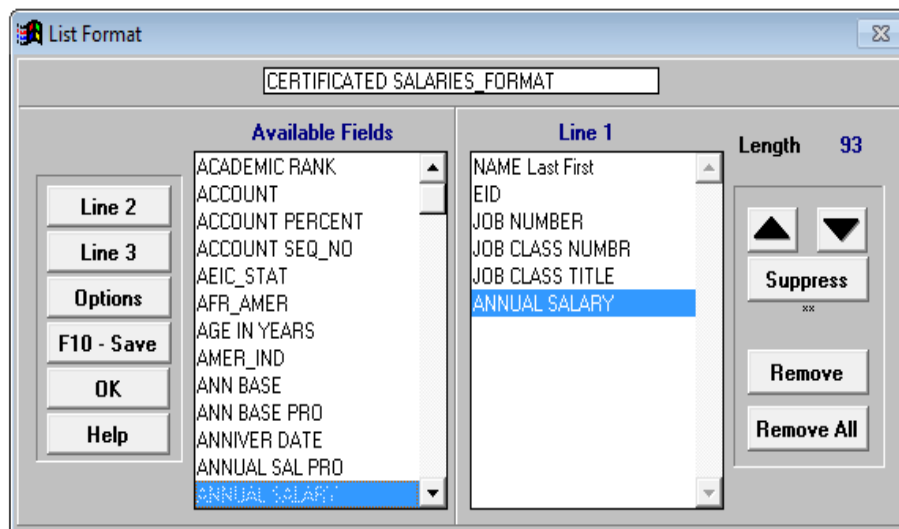 List Format
CERTIFICATED SALARIES_FORMAT
Available Fields
ACADEMIC RANK
ACCOUNT
ACCOUNT PERCENT
ACCOUNT SEQ_NO
AEIC_STAT
AFR_AMER
AGE IN YEARS
AMER_IND
ANN BASE
ANN BASE PRO
ANNIVER DATE
ANNUAL SAL PRO
ANNUAL SALARY
Line 1
NAME Last First
EID
JOB NUMBER
JOB CLASS NUMBR
JOB CLASS TITLE
ANNUAL SALARY
Length 93
Line 2
Line 3
Options
F10 - Save
OK
Help
Suppress
xx
Remove
Remove All